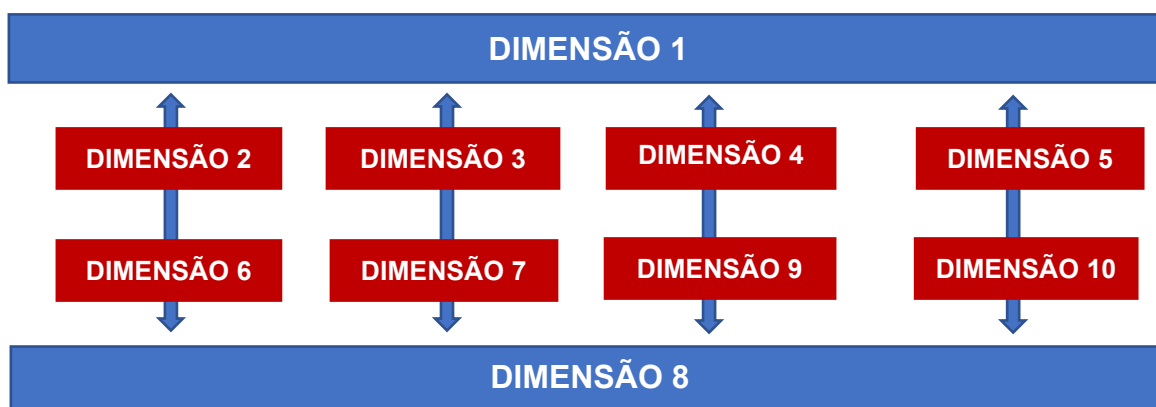 DIMENSÃO 1
DIMENSÃO 2
DIMENSÃO 3
DIMENSÃO 4
DIMENSÃO 5
DIMENSÃO 6
DIMENSÃO 7
DIMENSÃO 9
DIMENSÃO 10
DIMENSÃO 8